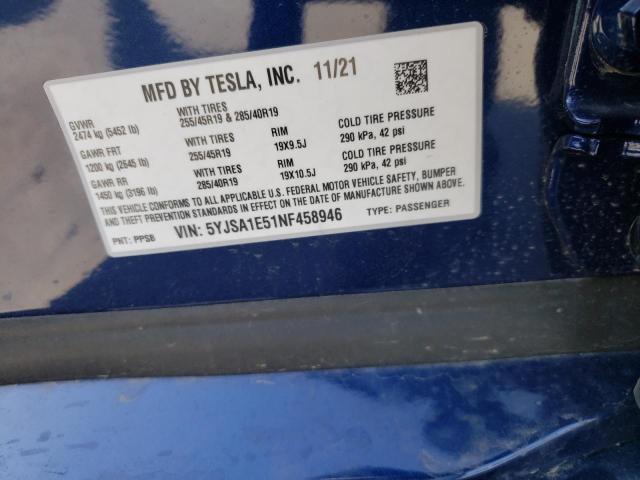 MFD BY TESLA, INC. 11/21
GVWR
2474 kg (5452 lb)
WITH TIRES
255/45R19 & 285/40R19
GAWR FRT
1200 kg (2645 lb)
WITH TIRES
255/45R19
RIM
19X9.5J
COLD TIRE PRESSURE
290 kPa, 42 psi
GAWR RR
1450 kg (3196 lb)
WITH TIRES
285/40R19
RIM
19X10.5J
COLD TIRE PRESSURE
290 kPa, 42 psi
THIS VEHICLE CONFORMS TO ALL APPLICABLE U.S. FEDERAL MOTOR VEHICLE SAFETY, BUMPER
AND THEFT PREVENTION STANDARDS IN EFFECT ON THE DATE OF MANUFACTURE SHOWN ABOVE.
PNT: PPSB VIN: 5YJSA1E51NF458946 TYPE: PASSENGER